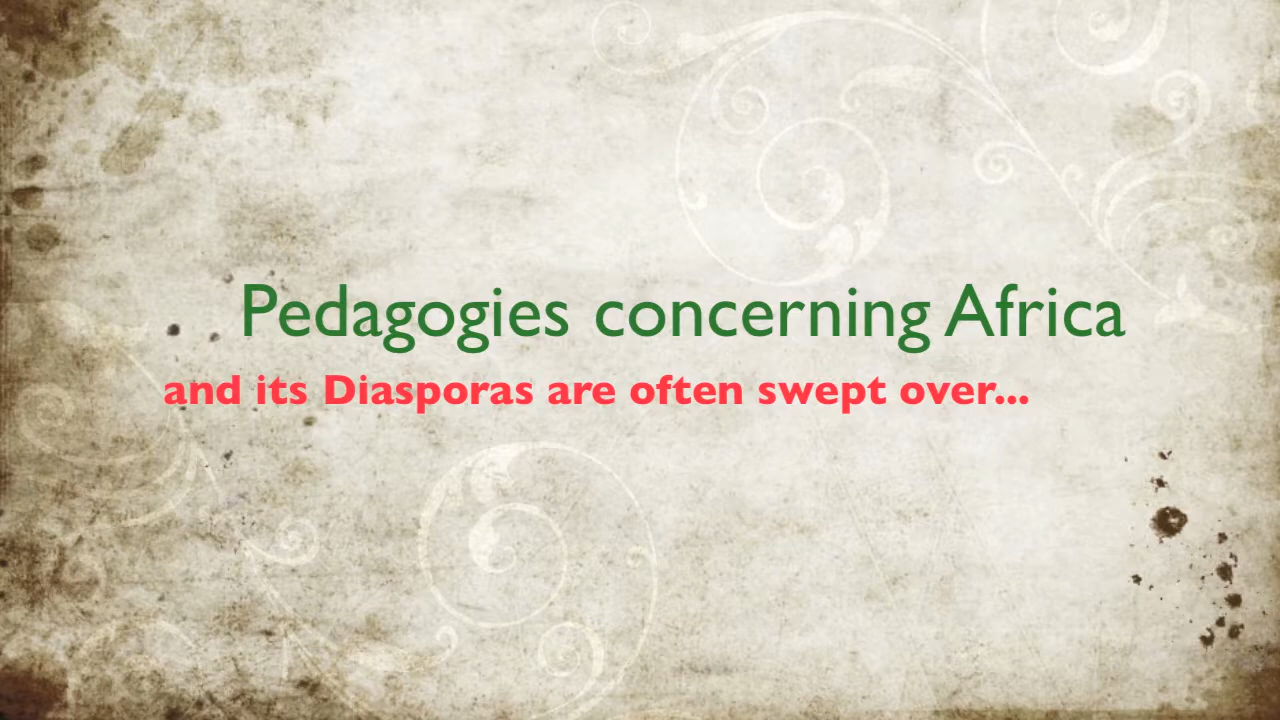 Pedagogies concerning Africa
and its Diasporas are often swept over...